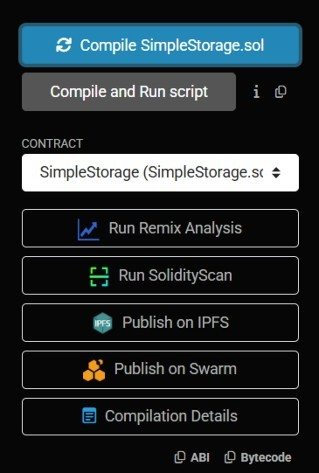 Compile SimpleStorage.sol
Compile and Run script
i
CONTRACT
SimpleStorage (SimpleStorage.sc
Run Remix Analysis
Run SolidityScan
IPFS Publish on IPFS
Publish on Swarm
Compilation Details
ABI Bytecode